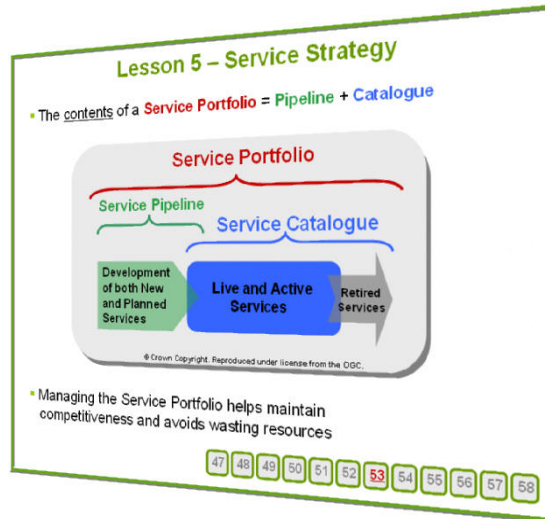 Lesson 5 – Service Strategy
▪ The contents of a Service Portfolio = Pipeline + Catalogue
Service Portfolio
Service Pipeline
Service Catalogue
Development
of both New
and Planned
Services
Live and Active
Services
Retired
Services
© Crown Copyright. Reproduced under license from the OGC.
▪ Managing the Service Portfolio helps maintain
competitiveness and avoids wasting resources
47 48 49 50 51 52 53 54 55 56 57 58